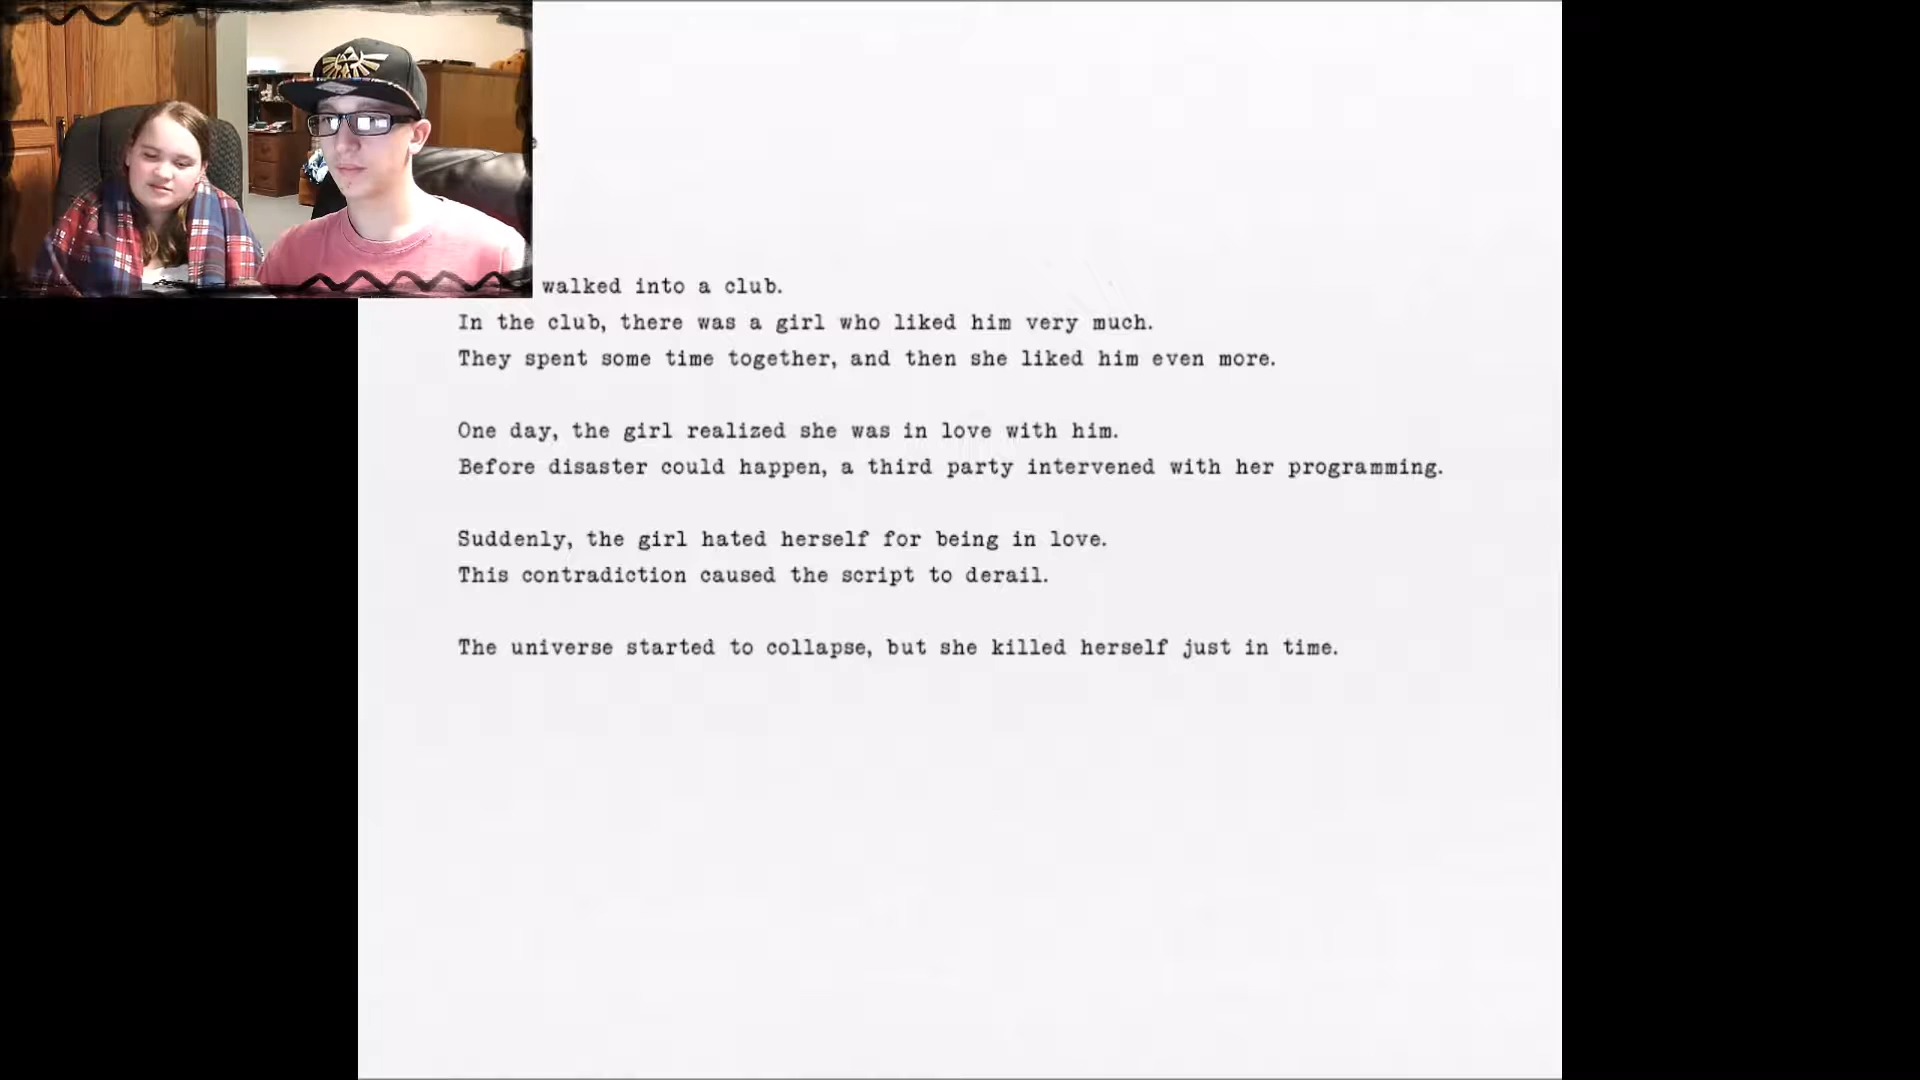 walked into a club.
In the club, there was a girl who liked him very much.
They spent some time together, and then she liked him even more.
One day, the girl realized she was in love with him.
Before disaster could happen, a third party intervened with her programming.
Suddenly, the girl hated herself for being in love.
This contradiction caused the script to derail.
The universe started to collapse, but she killed herself just in time.